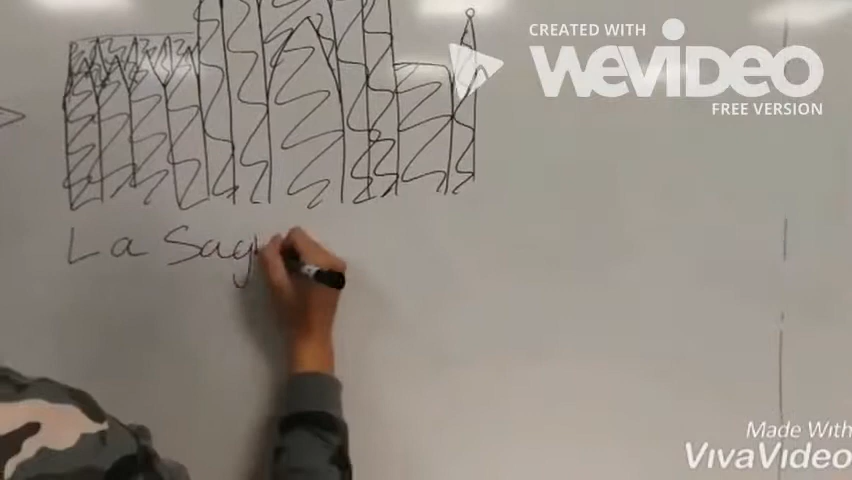 CREATED WITH
WEVIDEO
FREE VERSION
La Sag
Made With
VivaVideo